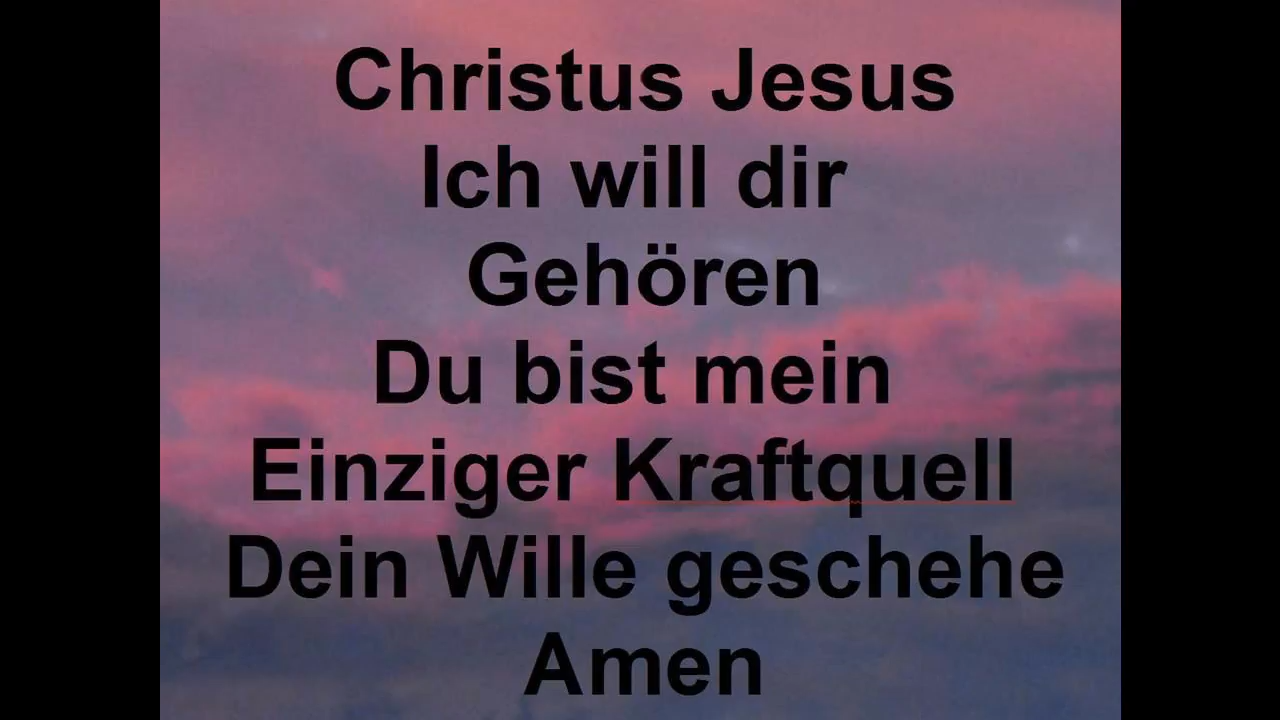 Christus Jesus
Ich will dir
Gehören
Du bist mein
Einziger Kraftquell
Dein Wille geschehe
Amen